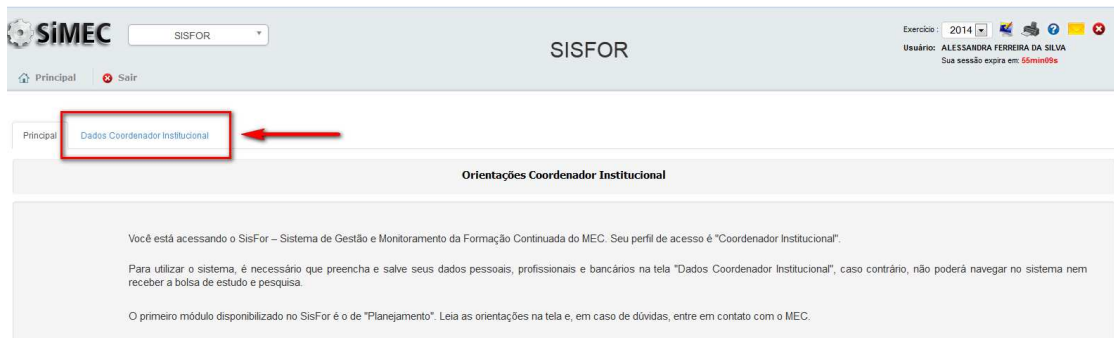 SiMEC
SISFOR
SISFOR
Exercício : 2014
Usuário: ALESSANDRA FERREIRA DA SILVA
Sua sessão expira em: 55min09s
Principal
Sair
Principal
Dados Coordenador Institucional
Orientações Coordenador Institucional
Você está acessando o SisFor – Sistema de Gestão e Monitoramento da Formação Continuada do MEC. Seu perfil de acesso é "Coordenador Institucional".
Para utilizar o sistema, é necessário que preencha e salve seus dados pessoais, profissionais e bancários na tela "Dados Coordenador Institucional", caso contrário, não poderá navegar no sistema nem
receber a bolsa de estudo e pesquisa.
O primeiro módulo disponibilizado no SisFor é o de "Planejamento". Leia as orientações na tela e, em caso de dúvidas, entre em contato com o MEC.